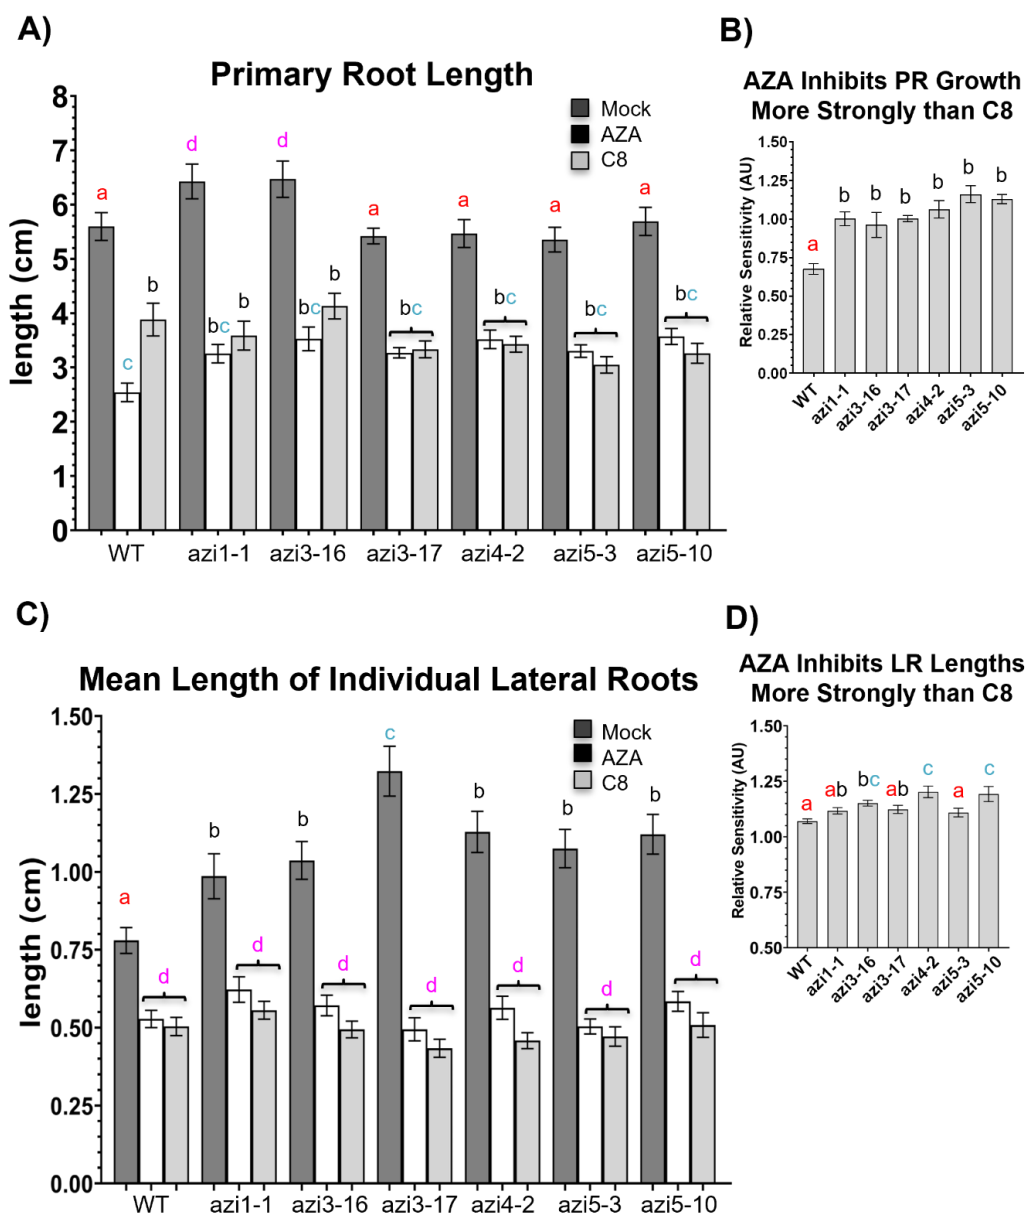 A)
Primary Root Length
Mock
AZA
C8
length (cm)
8
7
6
5
4
3
2
1
0
a
c
b
d
bc
b
d
bc
b
a
bc
a
bc
a
bc
a
bc
WT
azi1-1
azi3-16
azi3-17
azi4-2
azi5-3
azi5-10
B)
AZA Inhibits PR Growth
More Strongly than C8
Relative Sensitivity (AU)
1.50
1.25
1.00
0.75
0.50
0.25
0.00
a
b
b
b
b
b
b
WT
azi1-1
azi3-16
azi3-17
azi4-2
azi5-3
azi5-10
C)
Mean Length of Individual Lateral Roots
Mock
AZA
C8
length (cm)
1.50
1.25
1.00
0.75
0.50
0.25
0.00
a
d
b
d
b
d
c
d
b
d
b
d
b
d
WT
azi1-1
azi3-16
azi3-17
azi4-2
azi5-3
azi5-10
D)
AZA Inhibits LR Lengths
More Strongly than C8
Relative Sensitivity (AU)
1.50
1.25
1.00
0.75
0.50
a
ab
bc
ab
c
a
c
WT
azi1-1
azi3-16
azi3-17
azi4-2
azi5-3
azi5-10